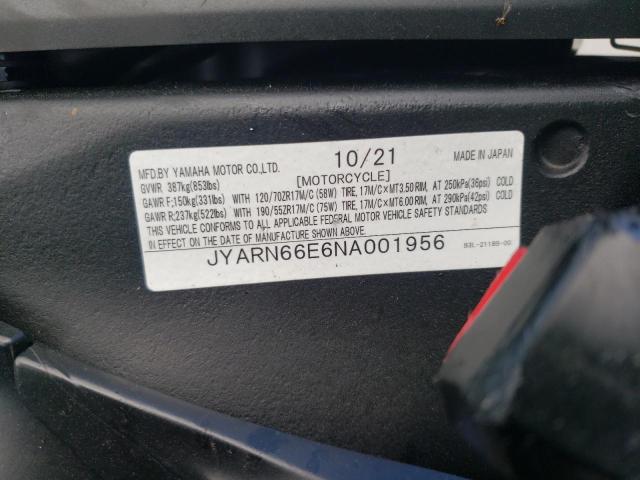 MFD.BY YAMAHA MOTOR CO.,LTD. 10/21 MADE IN JAPAN
GVWR 387kg(853lbs) [MOTORCYCLE]
GAWR F;150kg(331lbs) WITH 120/70ZR17M/C (58W) TIRE, 17M/C×MT3.50 RIM, AT 250kPa(36psi) COLD
GAWR R;237kg(522lbs) WITH 190/55ZR17M/C (75W) TIRE, 17M/C×MT6.00 RIM, AT 290kPa(42psi) COLD
THIS VEHICLE CONFORMS TO ALL APPLICABLE FEDERAL MOTOR VEHICLE SAFETY STANDARDS
IN EFFECT ON THE DATE OF MANUFACTURE SHOWN ABOVE.
JYARN66E6NA001956 B3L-2118B-00